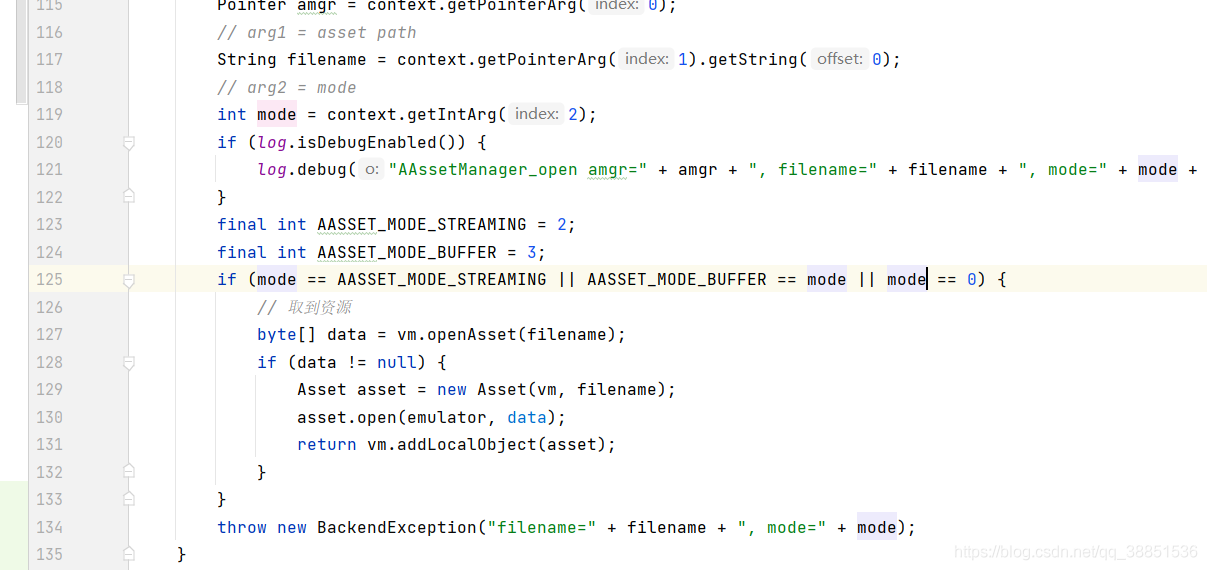 115 Pointer amgr = context.getPointerArg( index: 0);
116 // arg1 = asset path
117 String filename = context.getPointerArg( index: 1).getString( offset: 0);
118 // arg2 = mode
119 int mode = context.getIntArg( index: 2);
120 if (log.isDebugEnabled()) {
121 log.debug( o: "AAssetManager_open amgr=" + amgr + ", filename=" + filename + ", mode=" + mode +
122 }
123 final int AASSET_MODE_STREAMING = 2;
124 final int AASSET_MODE_BUFFER = 3;
125 if (mode == AASSET_MODE_STREAMING || AASSET_MODE_BUFFER == mode || mode == 0) {
126 // 取到资源
127 byte[] data = vm.openAsset(filename);
128 if (data != null) {
129 Asset asset = new Asset(vm, filename);
130 asset.open(emulator, data);
131 return vm.addLocalObject(asset);
132 }
133 }
134 throw new BackendException("filename=" + filename + ", mode=" + mode);
135 }
https://blog.csdn.net/qq_38851536